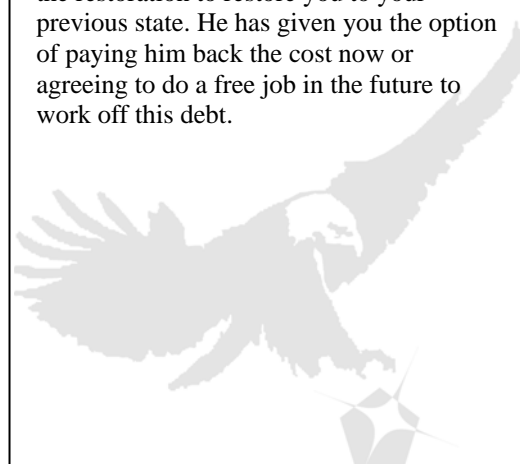 the restoration to restore you to your
previous state. He has given you the option
of paying him back the cost now or
agreeing to do a free job in the future to
work off this debt.